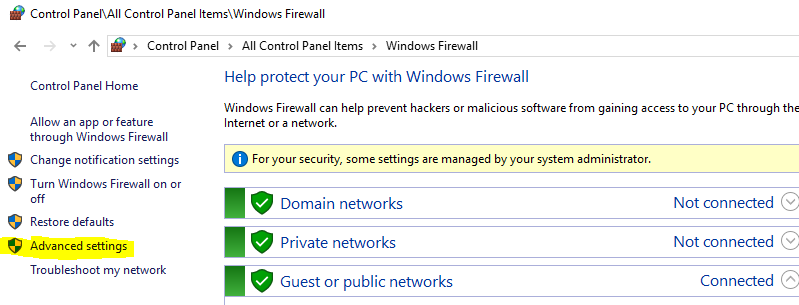 Control Panel\All Control Panel Items\Windows Firewall
Control Panel > All Control Panel Items > Windows Firewall
Control Panel Home
Allow an app or feature
through Windows Firewall
Change notification settings
Turn Windows Firewall on or
off
Restore defaults
Advanced settings
Troubleshoot my network
Help protect your PC with Windows Firewall
Windows Firewall can help prevent hackers or malicious software from gaining access to your PC through the
Internet or a network.
For your security, some settings are managed by your system administrator.
Domain networks Not connected
Private networks Not connected
Guest or public networks Connected